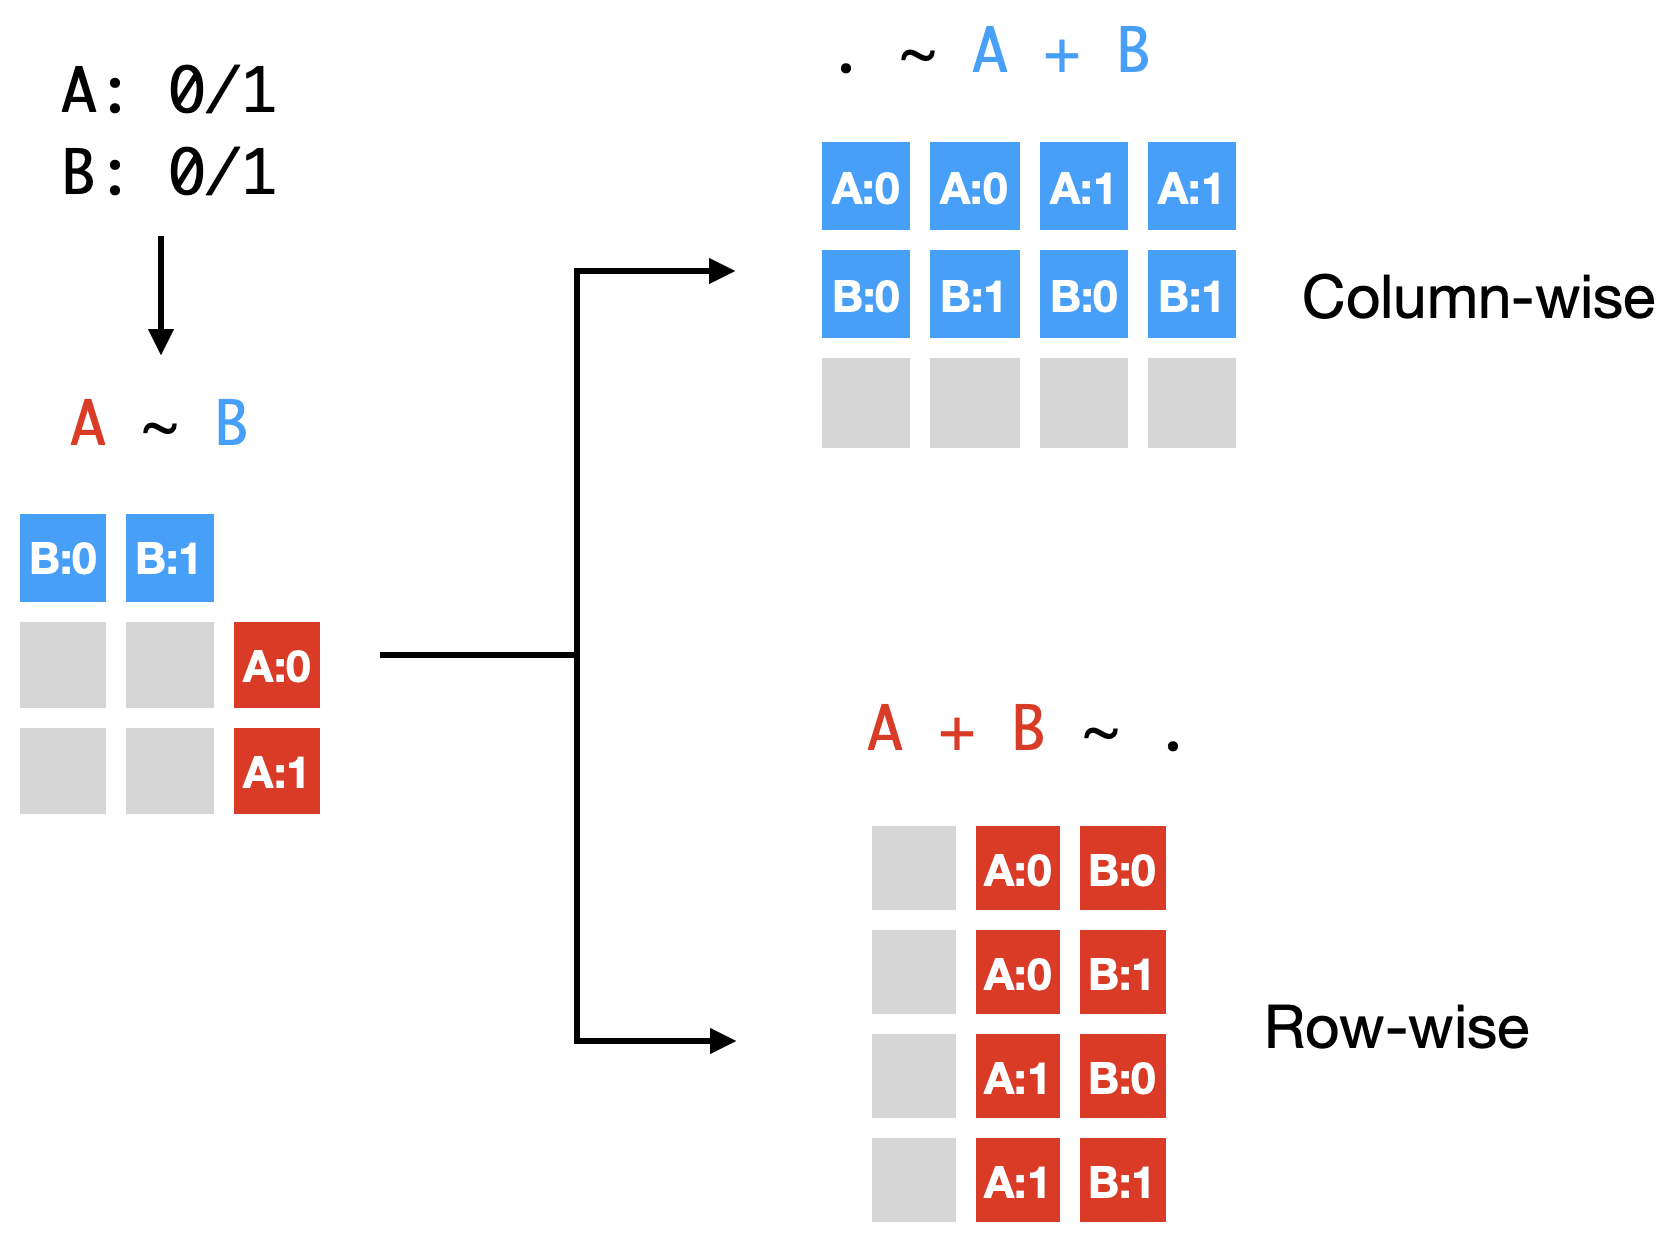 A: 0/1
B: 0/1
A ~ B
B:0 B:1
A:0
A:1
. ~ A + B
A:0 A:0 A:1 A:1
B:0 B:1 B:0 B:1
Column-wise
A + B ~ .
A:0 B:0
A:0 B:1
A:1 B:0
A:1 B:1
Row-wise